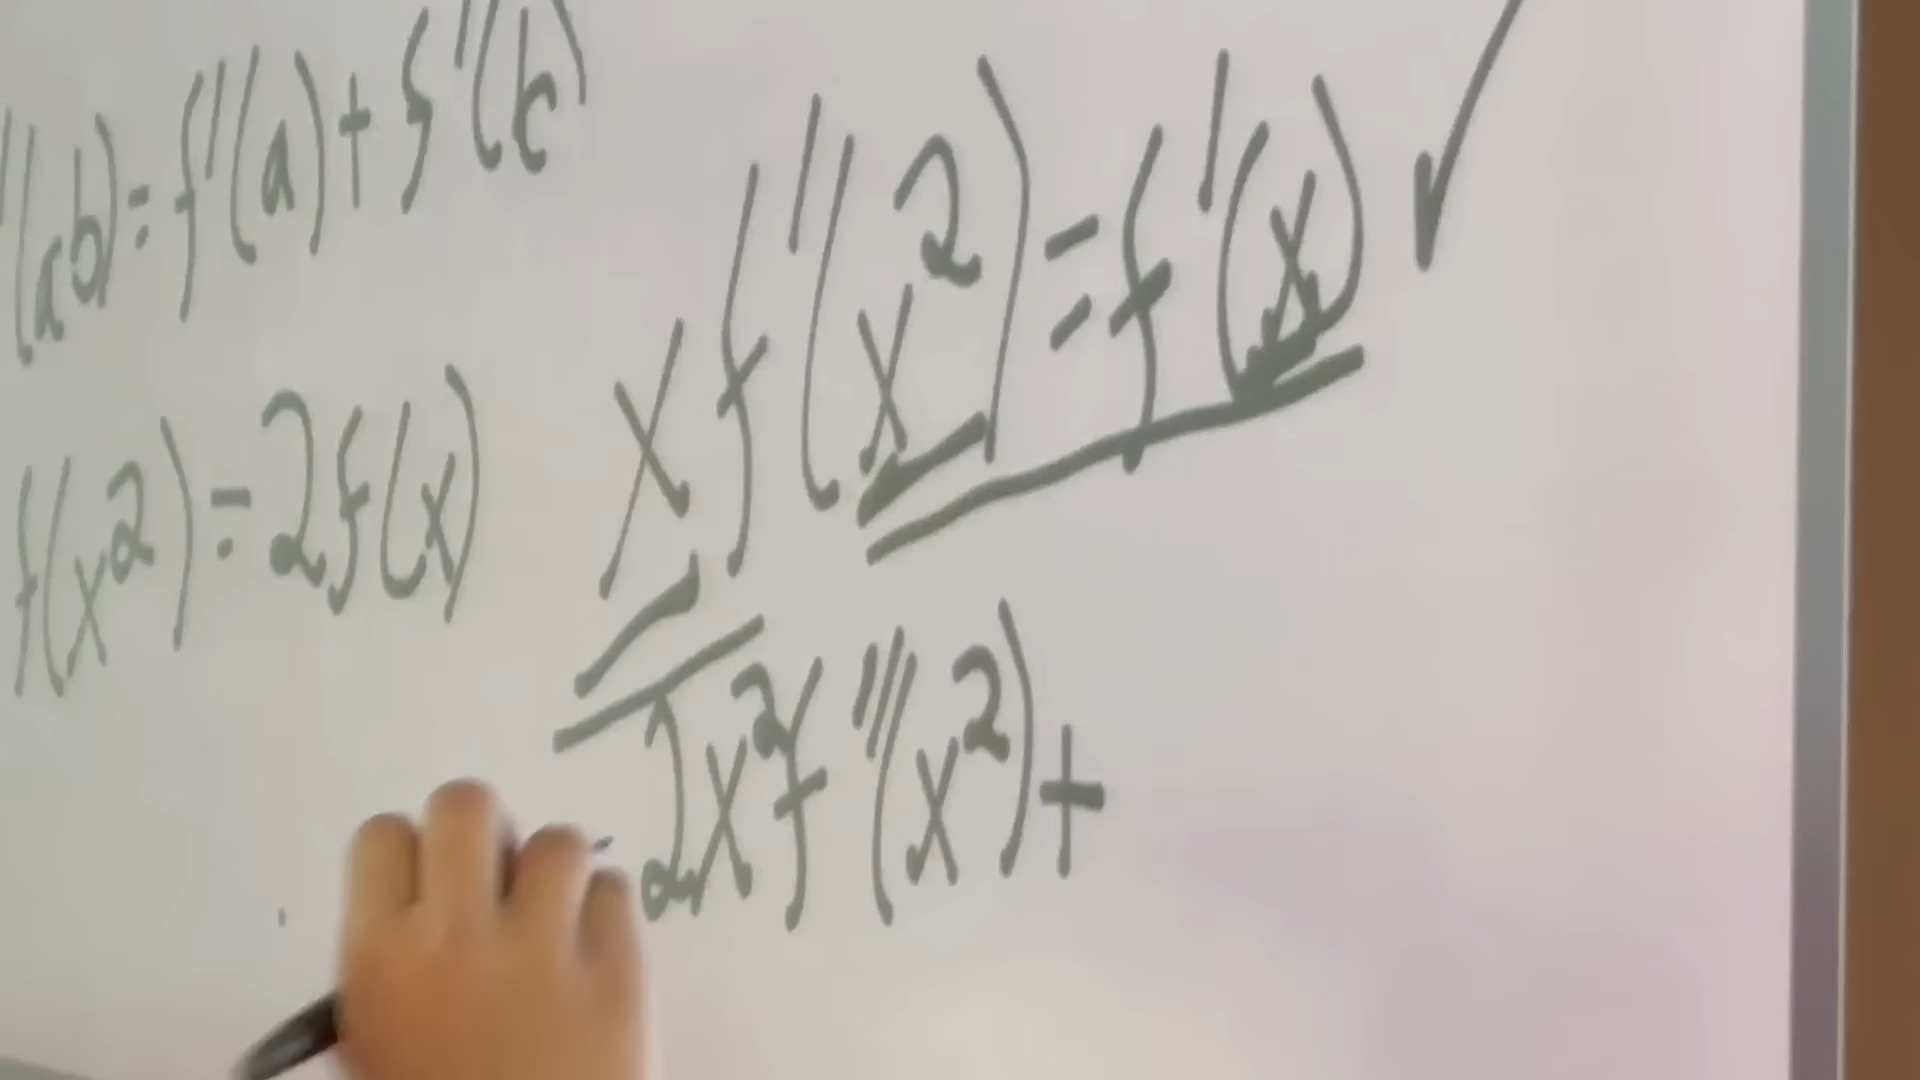 '(ab)=f'(a)+f'(b)
f(x²)=2f(x)
xf'(x²)=f'(x) ✓
2x²f''(x²)+